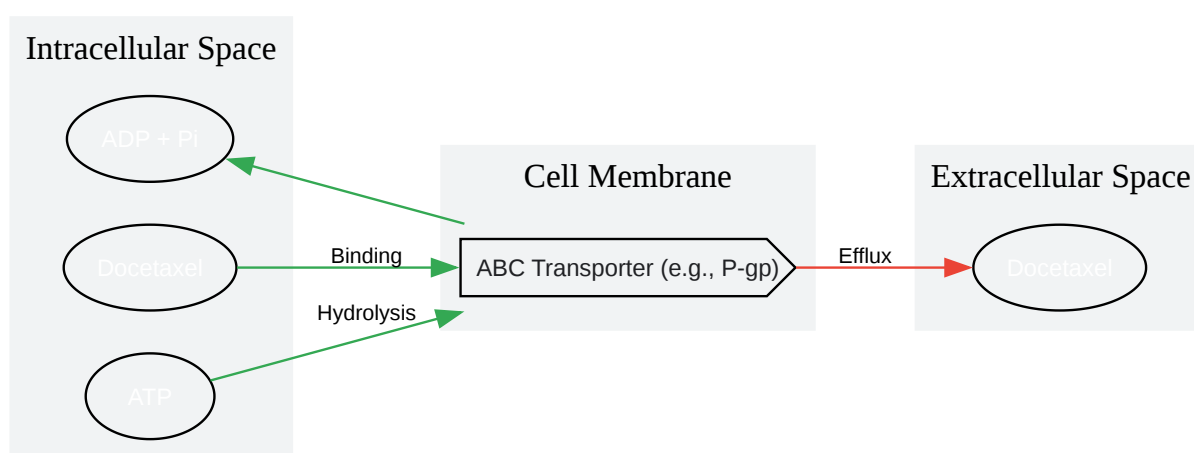 Intracellular Space
ADP + Pi
Docetaxel
ATP
Binding
Hydrolysis
Cell Membrane
ABC Transporter (e.g., P-gp)
Efflux
Extracellular Space
Docetaxel